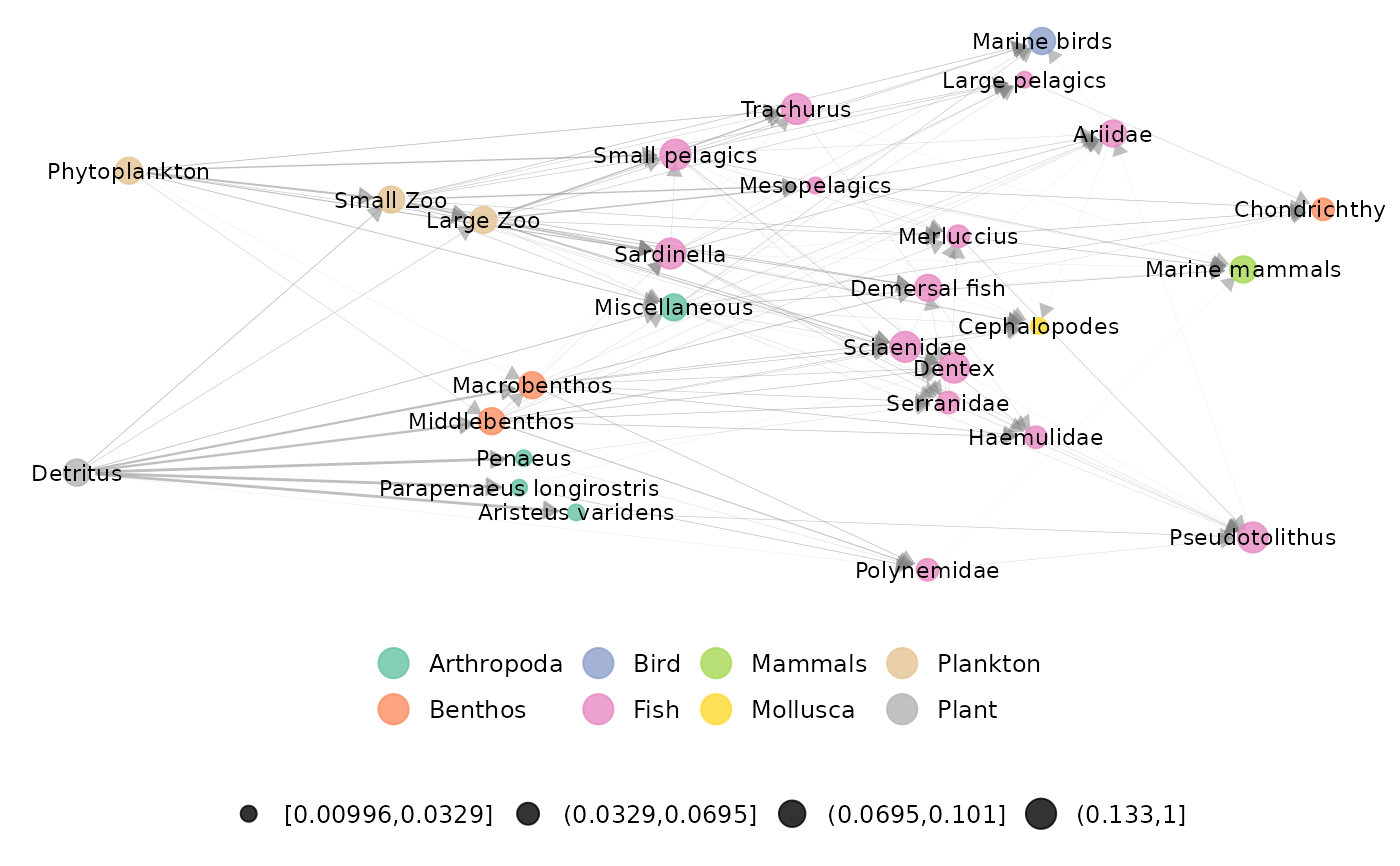 Marine birds
Large pelagics
Trachurus
Ariidae
Small pelagics
Phytoplankton
Mesopelagics
Small Zoo
Chondrichthy
Large Zoo
Merluccius
Sardinella
Marine mammals
Demersal fish
Miscellaneous
Cephalopodes
Sciaenidae
Dentex
Macrobenthos
Serranidae
Middlebenthos
Haemulidae
Penaeus
Detritus
Parapenaeus longirostris
Aristeus varidens
Pseudotolithus
Polynemidae
Arthropoda Bird Mammals Plankton
Benthos Fish Mollusca Plant
[0.00996,0.0329] (0.0329,0.0695] (0.0695,0.101] (0.133,1]